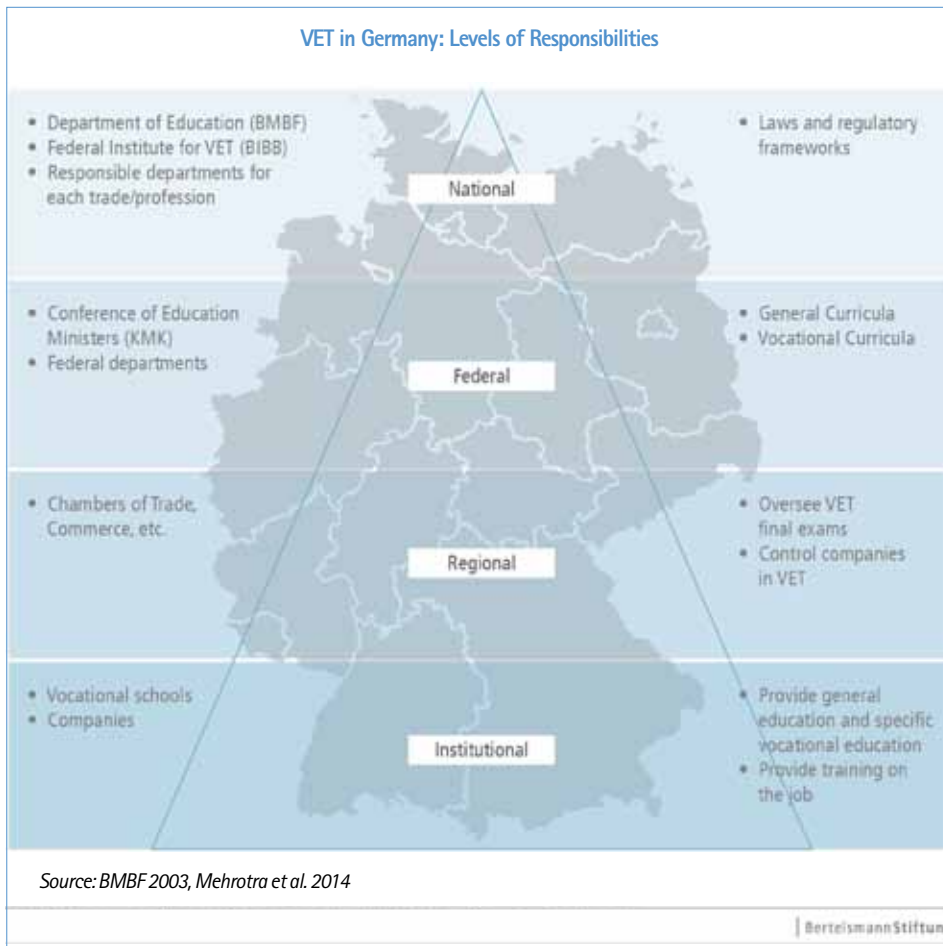 VET in Germany: Levels of Responsibilities
• Department of Education (BMBF)
• Federal Institute for VET (BIBB)
• Responsible departments for
each trade/profession
National
• Laws and regulatory
frameworks
• Conference of Education
Ministers (KMK)
• Federal departments
Federal
• General Curricula
• Vocational Curricula
• Chambers of Trade,
Commerce, etc.
Regional
• Oversee VET
final exams
• Control companies
in VET
• Vocational schools
• Companies
Institutional
• Provide general
education and specific
vocational education
• Provide training on
the job
Source: BMBF 2003, Mehrotra et al. 2014
BertelsmannStiftun